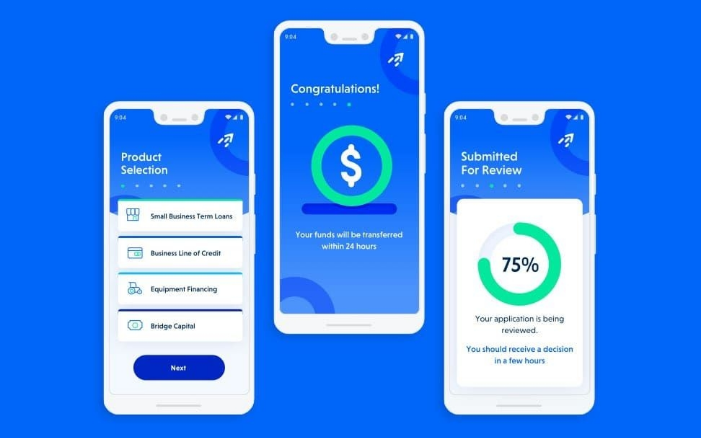 9:04
Product
Selection
Small Business Term Loans
Business Line of Credit
Equipment Financing
Bridge Capital
Next
9:04
Congratulations!
$
Your funds will be transferred
within 24 hours
9:04
Submitted
For Review
75%
Your application is being
reviewed.
You should receive a decision
in a few hours